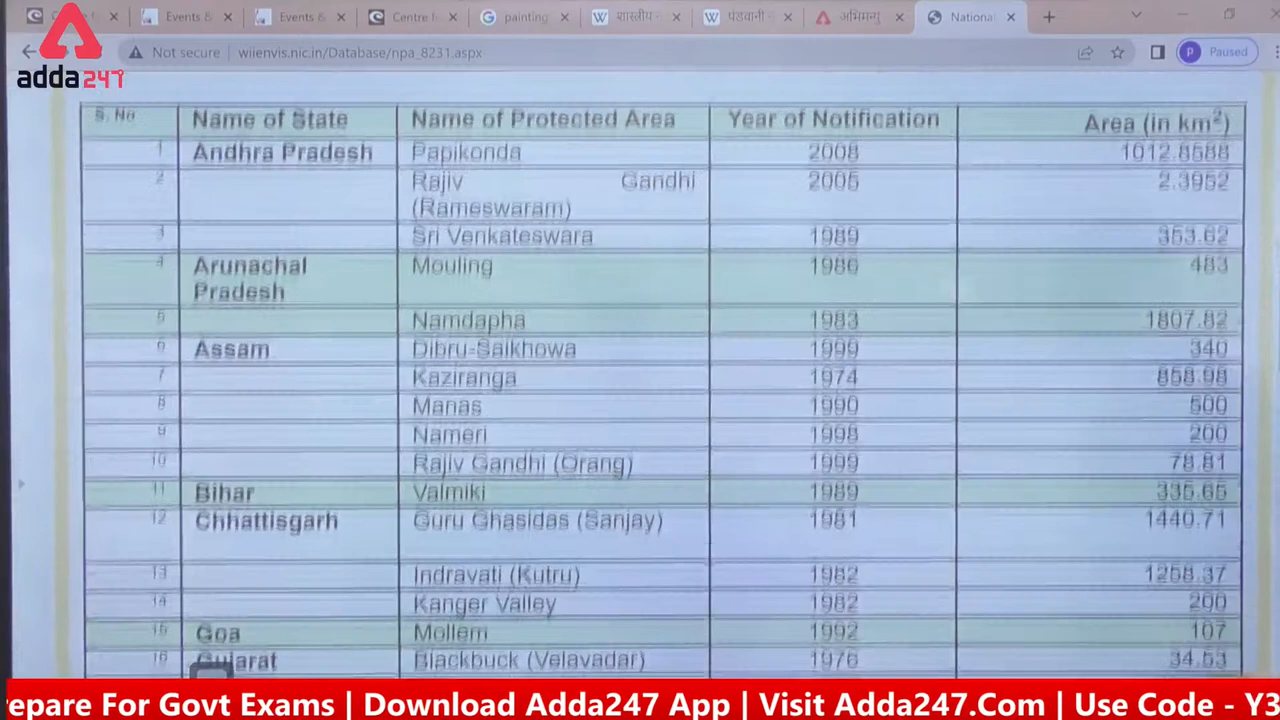 Events &
Events &
Centre f
painting
शास्त्रीय -
पंडवानी -
अभिमन्यु
Nationa
adda247
Not secure
wiienvis.nic.in/Database/npa_8231.aspx
Paused
S. No Name of State Name of Protected Area Year of Notification Area (in km²)
1 Andhra Pradesh Papikonda 2008 1012.8588
2 Rajiv Gandhi 2005 2.3952
(Rameswaram)
3 Sri Venkateswara 1989 353.62
4 Arunachal Mouling 1986 483
Pradesh
5 Namdapha 1983 1807.82
6 Assam Dibru-Saikhowa 1999 340
7 Kaziranga 1974 858.98
8 Manas 1990 500
9 Nameri 1998 200
10 Rajiv Gandhi (Orang) 1999 78.81
11 Bihar Valmiki 1989 335.65
12 Chhattisgarh Guru Ghasidas (Sanjay) 1981 1440.71
13 Indravati (Kutru) 1982 1258.37
14 Kanger Valley 1982 200
15 Goa Mollem 1992 107
16 Gujarat Blackbuck (Velavadar) 1976 34.53
repare For Govt Exams | Download Adda247 App | Visit Adda247.Com | Use Code - Y3